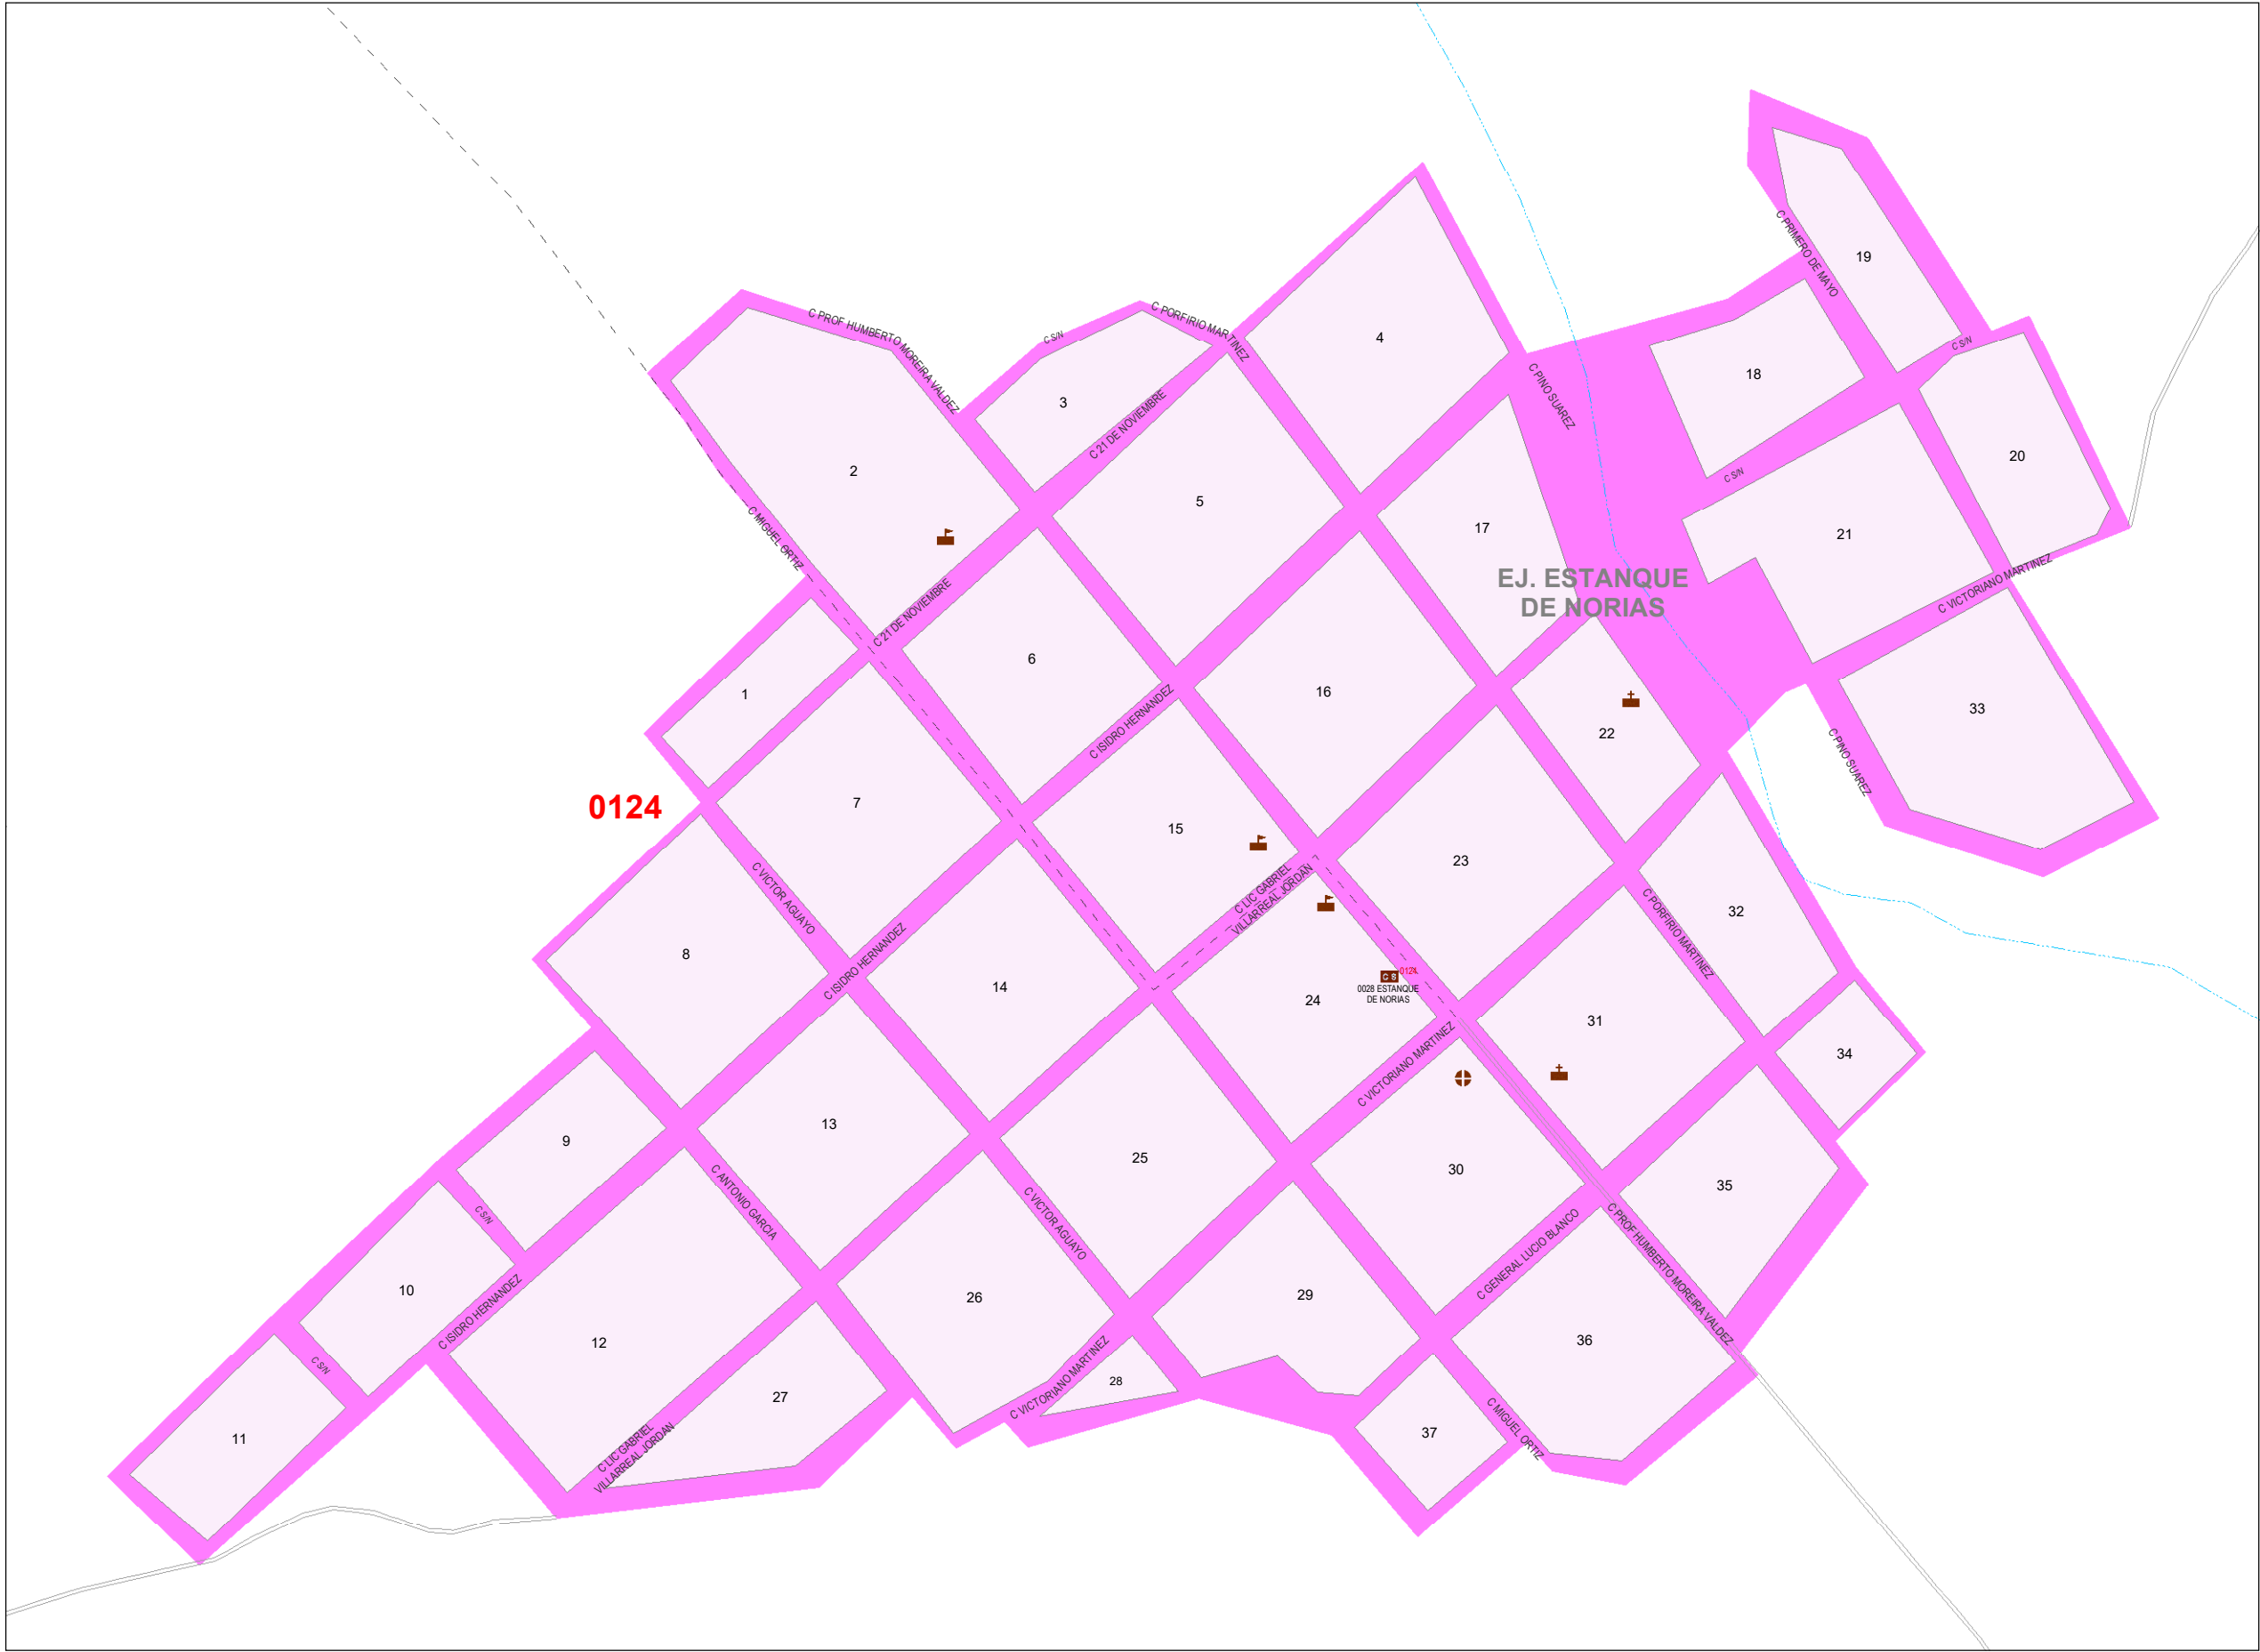 C PRIMERO DE MAYO
19
C PROF HUMBERTO MOREIRA VALDEZ
C S/N
C PORFIRIO MARTINEZ
4
C S/N
18
C PINO SUAREZ
3
C 21 DE NOVIEMBRE
2
20
C S/N
5
21
17
C MIGUEL ORTIZ
EJ. ESTANQUE
DE NORIAS
C VICTORIANO MARTINEZ
C 21 DE NOVIEMBRE
6
1
16
C ISIDRO HERNANDEZ
22
33
C PINO SUAREZ
0124
7
15
23
C VICTOR AGUAYO
C LIC GABRIEL
VILLARREAL JORDAN
32
C PORFIRIO MARTINEZ
8
C ISIDRO HERNANDEZ
14
C S
0124
0028 ESTANQUE
DE NORIAS
24
31
C VICTORIANO MARTINEZ
34
13
9
25
30
35
C ANTONIO GARCIA
C VICTOR AGUAYO
C S/N
C GENERAL LUCIO BLANCO
C PROF HUMBERTO MOREIRA VALDEZ
10
26
29
C ISIDRO HERNANDEZ
12
36
C S/N
C VICTORIANO MARTINEZ
28
27
C MIGUEL ORTIZ
37
11
C LIC GABRIEL
VILLARREAL JORDAN